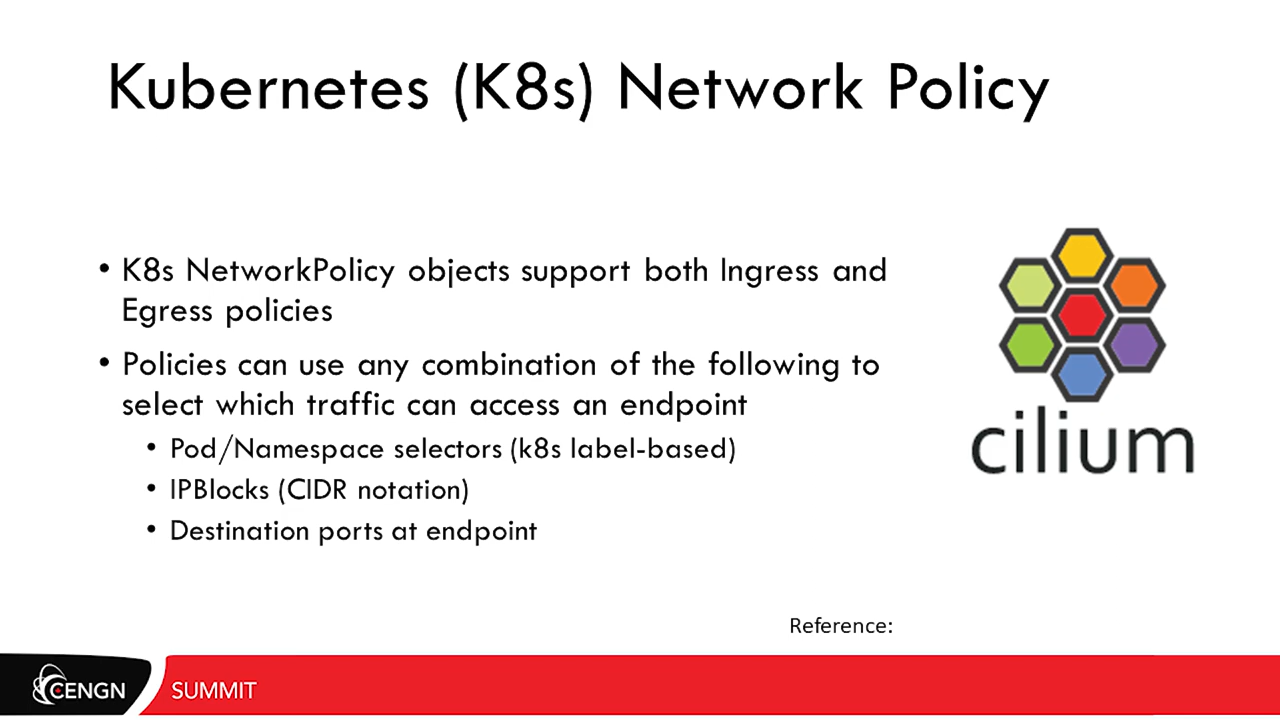 Kubernetes (K8s) Network Policy
• K8s NetworkPolicy objects support both Ingress and
Egress policies
• Policies can use any combination of the following to
select which traffic can access an endpoint
• Pod/Namespace selectors (k8s label-based)
• IPBlocks (CIDR notation)
• Destination ports at endpoint
cilium
Reference:
CENGN
SUMMIT